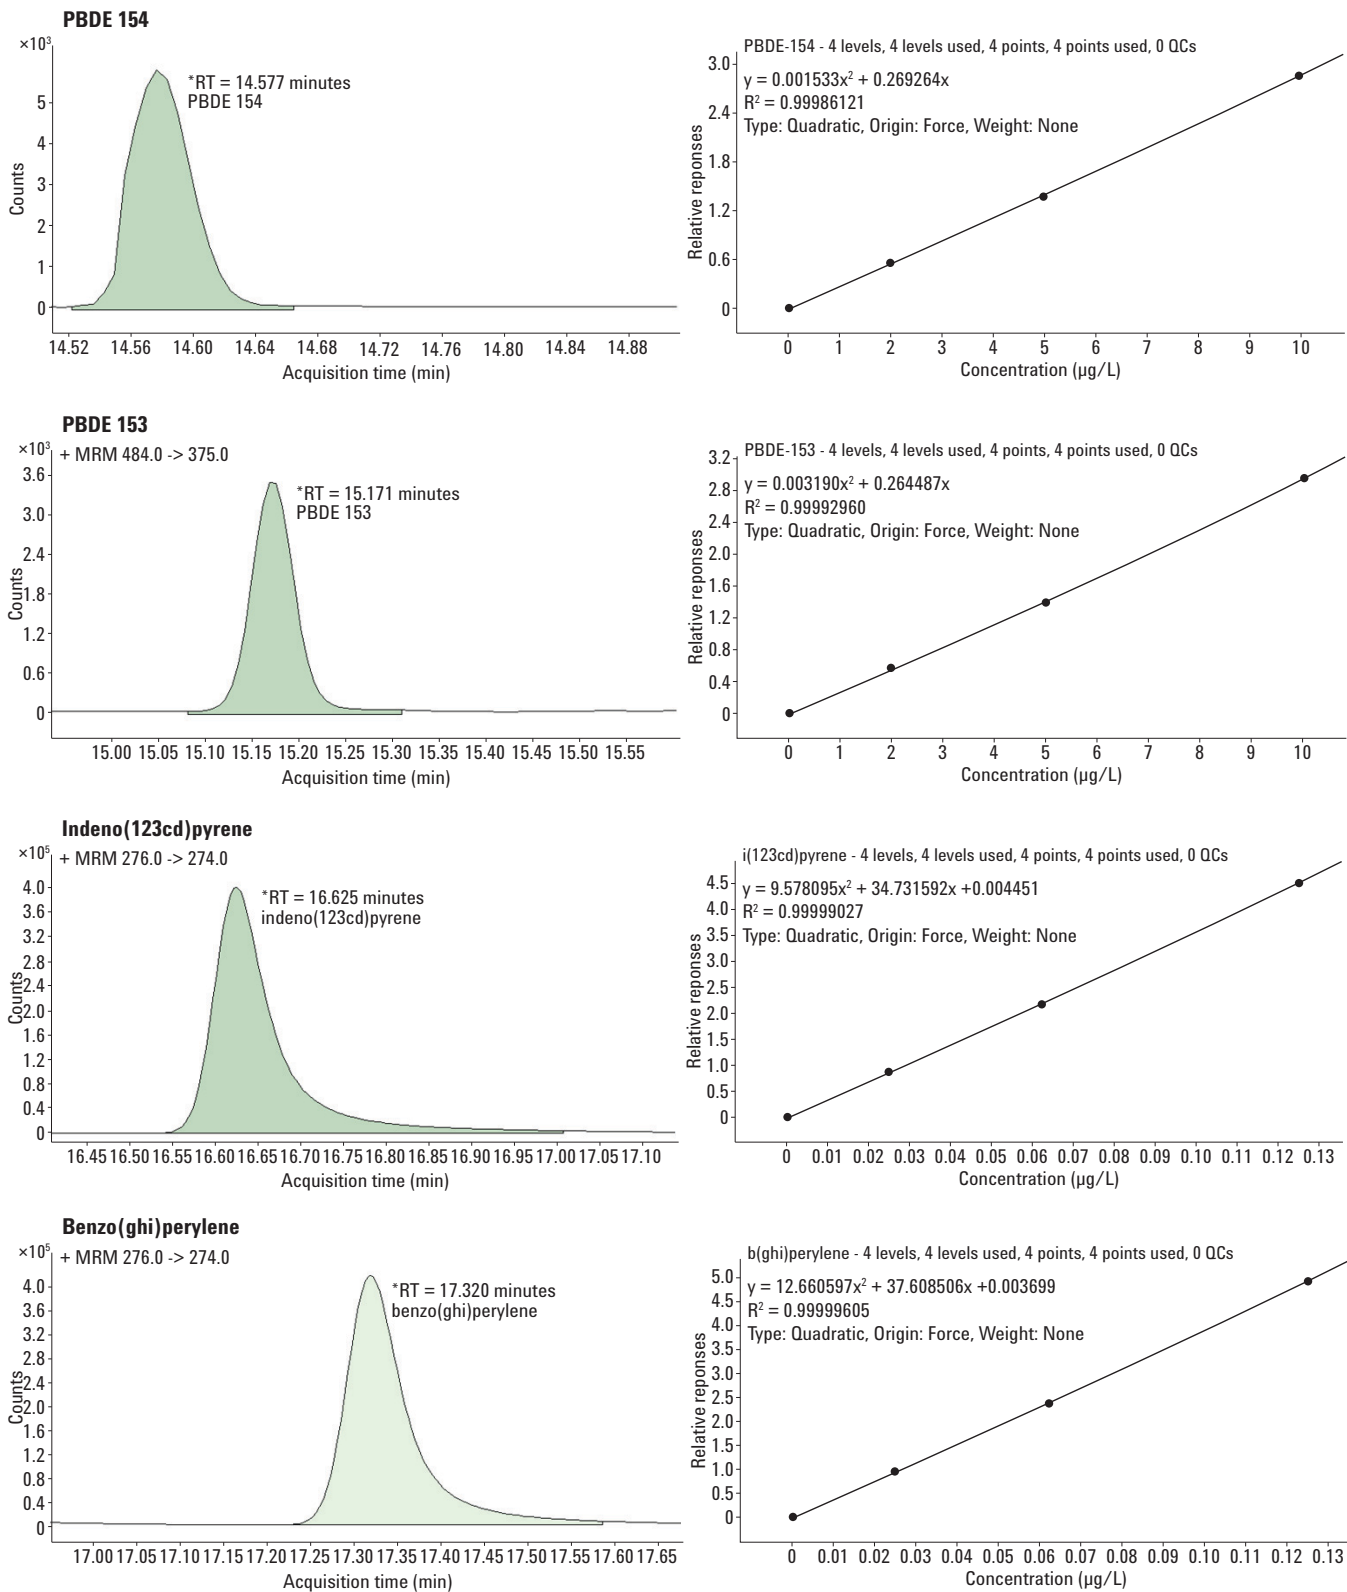 PBDE 154
×10³
5
4
3
2
1
0
Counts
*RT = 14.577 minutes
PBDE 154
14.52 14.56 14.60 14.64 14.68 14.72 14.76 14.80 14.84 14.88
Acquisition time (min)
PBDE-154 - 4 levels, 4 levels used, 4 points, 4 points used, 0 QCs
y = 0.001533x² + 0.269264x
R² = 0.99986121
Type: Quadratic, Origin: Force, Weight: None
3.0
2.4
1.8
1.2
0.6
0
Relative reponses
0 1 2 3 4 5 6 7 8 9 10
Concentration (µg/L)
PBDE 153
×10³
+ MRM 484.0 -> 375.0
3.6
3.0
2.4
1.8
1.2
0.6
0
Counts
*RT = 15.171 minutes
PBDE 153
15.00 15.05 15.10 15.15 15.20 15.25 15.30 15.35 15.40 15.45 15.50 15.55
Acquisition time (min)
PBDE-153 - 4 levels, 4 levels used, 4 points, 4 points used, 0 QCs
y = 0.003190x² + 0.264487x
R² = 0.99992960
Type: Quadratic, Origin: Force, Weight: None
3.2
2.8
2.4
2.0
1.6
1.2
0.8
0.4
0
Relative reponses
0 1 2 3 4 5 6 7 8 9 10
Concentration (µg/L)
Indeno(123cd)pyrene
×10⁵
+ MRM 276.0 -> 274.0
4.0
3.6
3.2
2.8
2.4
2.0
1.6
1.2
0.8
0.4
0
Counts
*RT = 16.625 minutes
indeno(123cd)pyrene
16.45 16.50 16.55 16.60 16.65 16.70 16.75 16.80 16.85 16.90 16.95 17.00 17.05 17.10
Acquisition time (min)
i(123cd)pyrene - 4 levels, 4 levels used, 4 points, 4 points used, 0 QCs
y = 9.578095x² + 34.731592x +0.004451
R² = 0.99999027
Type: Quadratic, Origin: Force, Weight: None
4.5
4.0
3.5
3.0
2.5
2.0
1.5
1.0
0.5
0
Relative reponses
0 0.01 0.02 0.03 0.04 0.05 0.06 0.07 0.08 0.09 0.10 0.11 0.12 0.13
Concentration (µg/L)
Benzo(ghi)perylene
×10⁵
+ MRM 276.0 -> 274.0
4.0
3.6
3.2
2.8
2.4
2.0
1.6
1.2
0.8
0.4
0
Counts
*RT = 17.320 minutes
benzo(ghi)perylene
17.00 17.05 17.10 17.15 17.20 17.25 17.30 17.35 17.40 17.45 17.50 17.55 17.60 17.65
Acquisition time (min)
b(ghi)perylene - 4 levels, 4 levels used, 4 points, 4 points used, 0 QCs
y = 12.660597x² + 37.608506x +0.003699
R² = 0.99999605
Type: Quadratic, Origin: Force, Weight: None
5.0
4.5
4.0
3.5
3.0
2.5
2.0
1.5
1.0
0.5
0
Relative reponses
0 0.01 0.02 0.03 0.04 0.05 0.06 0.07 0.08 0.09 0.10 0.11 0.12 0.13
Concentration (µg/L)